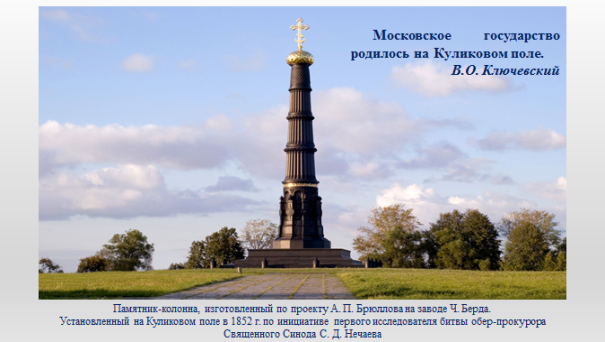 Московское государство
родилось на Куликовом поле.
В.О. Ключевский
Памятник-колонна, изготовленный по проекту А. П. Брюллова на заводе Ч. Берда.
Установленный на Куликовом поле в 1852 г. по инициативе первого исследователя битвы обер-прокурора
Священного Синода С. Д. Нечаева